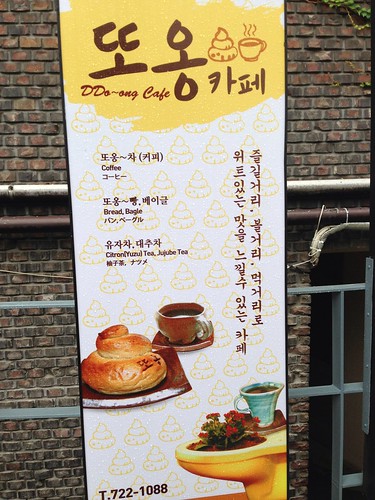 또옹카페
DDo~ong Cafe
또옹~차 (커피)
Coffee
コーヒー
또옹~빵, 베이글
Bread, Bagle
パン, ベーグル
유자차, 대추차
Citron(Yuzu) Tea, Jujube Tea
柚子茶, ナツメ
즐길거리, 볼거리, 먹거리로
위트있는 맛을 느낄수 있는 카페
또오
T.722-1088